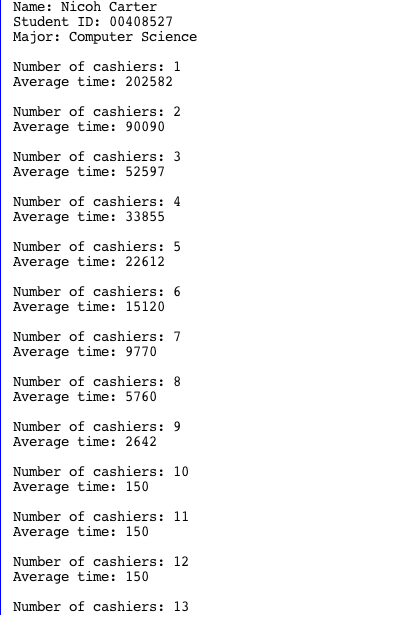 Name: Nicoh Carter
Student ID: 00408527
Major: Computer Science
Number of cashiers: 1
Average time: 202582
Number of cashiers: 2
Average time: 90090
Number of cashiers: 3
Average time: 52597
Number of cashiers: 4
Average time: 33855
Number of cashiers: 5
Average time: 22612
Number of cashiers: 6
Average time: 15120
Number of cashiers: 7
Average time: 9770
Number of cashiers: 8
Average time: 5760
Number of cashiers: 9
Average time: 2642
Number of cashiers: 10
Average time: 150
Number of cashiers: 11
Average time: 150
Number of cashiers: 12
Average time: 150
Number of cashiers: 13